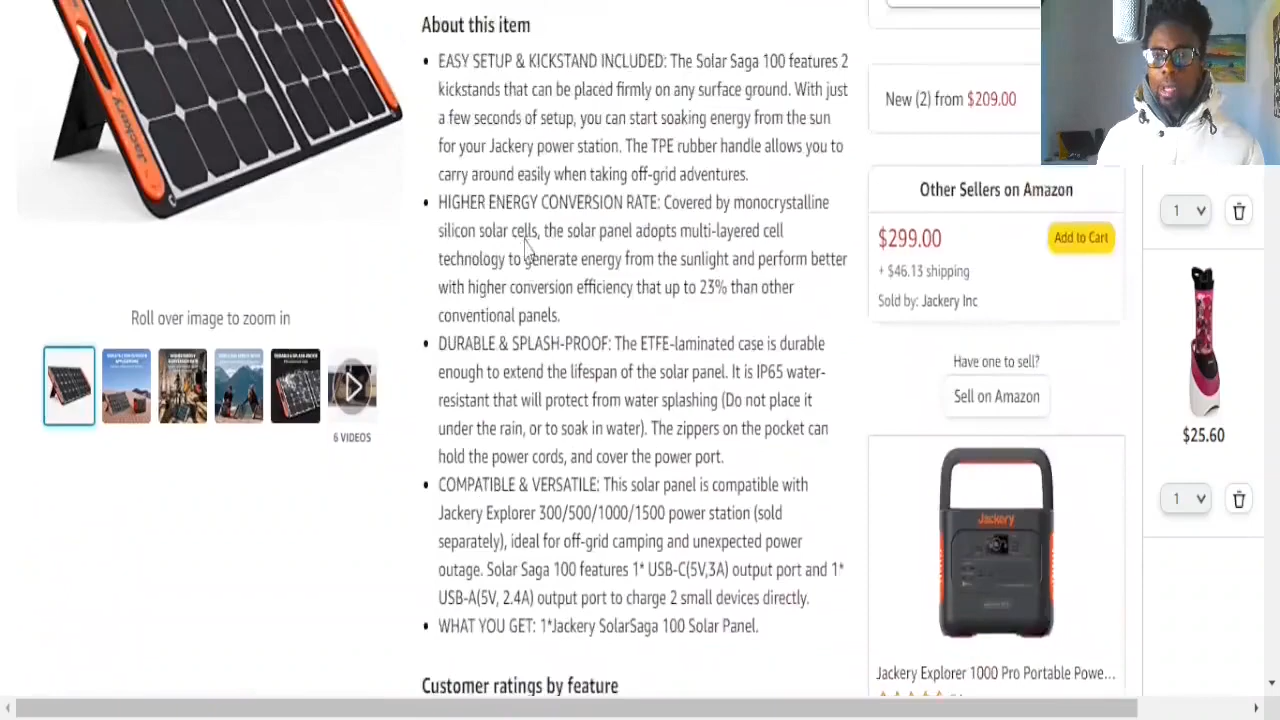 About this item
EASY SETUP & KICKSTAND INCLUDED: The Solar Saga 100 features 2
kickstands that can be placed firmly on any surface ground. With just
a few seconds of setup, you can start soaking energy from the sun
for your Jackery power station. The TPE rubber handle allows you to
carry around easily when taking off-grid adventures.
HIGHER ENERGY CONVERSION RATE: Covered by monocrystalline
silicon solar cells, the solar panel adopts multi-layered cell
technology to generate energy from the sunlight and perform better
with higher conversion efficiency that up to 23% than other
conventional panels.
DURABLE & SPLASH-PROOF: The ETFE-laminated case is durable
enough to extend the lifespan of the solar panel. It is IP65 water-
resistant that will protect from water splashing (Do not place it
under the rain, or to soak in water). The zippers on the pocket can
hold the power cords, and cover the power port.
COMPATIBLE & VERSATILE: This solar panel is compatible with
Jackery Explorer 300/500/1000/1500 power station (sold
separately), ideal for off-grid camping and unexpected power
outage. Solar Saga 100 features 1* USB-C(5V,3A) output port and 1*
USB-A(5V, 2.4A) output port to charge 2 small devices directly.
WHAT YOU GET: 1*Jackery SolarSaga 100 Solar Panel.
Customer ratings by feature
Jackery
Roll over image to zoom in
6 VIDEOS
New (2) from $209.00
Other Sellers on Amazon
$299.00
Add to Cart
+ $46.13 shipping
Sold by: Jackery Inc
Have one to sell?
Sell on Amazon
Jackery
Jackery Explorer 1000 Pro Portable Powe...
1
$25.60
1